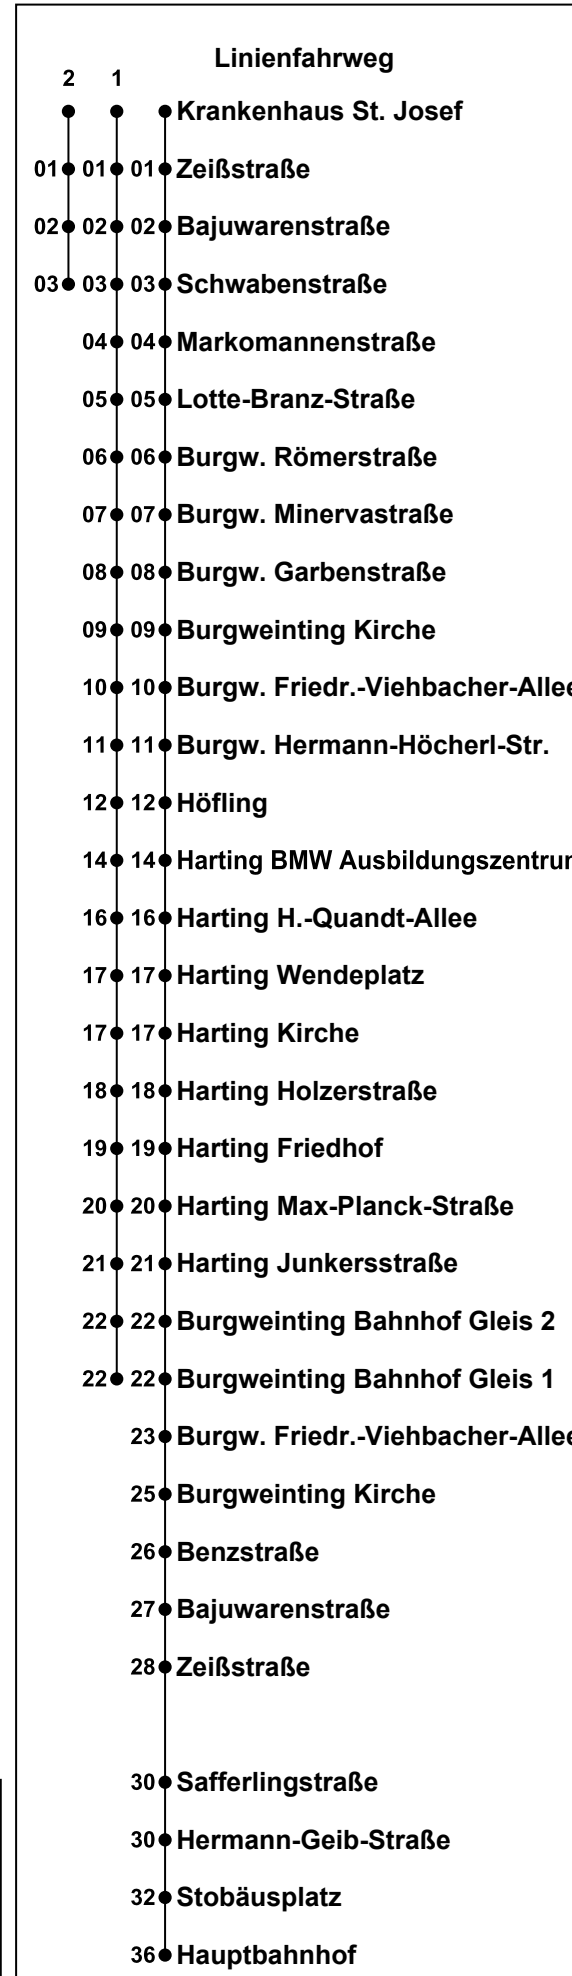 Linienfahrweg
2 1
Krankenhaus St. Josef
01 01 01 Zeißstraße
02 02 02 Bajuwarenstraße
03 03 03 Schwabenstraße
04 04 Markomannenstraße
05 05 Lotte-Branz-Straße
06 06 Burgw. Römerstraße
07 07 Burgw. Minervastraße
08 08 Burgw. Garbenstraße
09 09 Burgweinting Kirche
10 10 Burgw. Friedr.-Viehbacher-Allee
11 11 Burgw. Hermann-Höcherl-Str.
12 12 Höfling
14 14 Harting BMW Ausbildungszentrum
16 16 Harting H.-Quandt-Allee
17 17 Harting Wendeplatz
17 17 Harting Kirche
18 18 Harting Holzerstraße
19 19 Harting Friedhof
20 20 Harting Max-Planck-Straße
21 21 Harting Junkersstraße
22 22 Burgweinting Bahnhof Gleis 2
22 22 Burgweinting Bahnhof Gleis 1
23 Burgw. Friedr.-Viehbacher-Allee
25 Burgweinting Kirche
26 Benzstraße
27 Bajuwarenstraße
28 Zeißstraße
30 Safferlingstraße
30 Hermann-Geib-Straße
32 Stobäusplatz
36 Hauptbahnhof